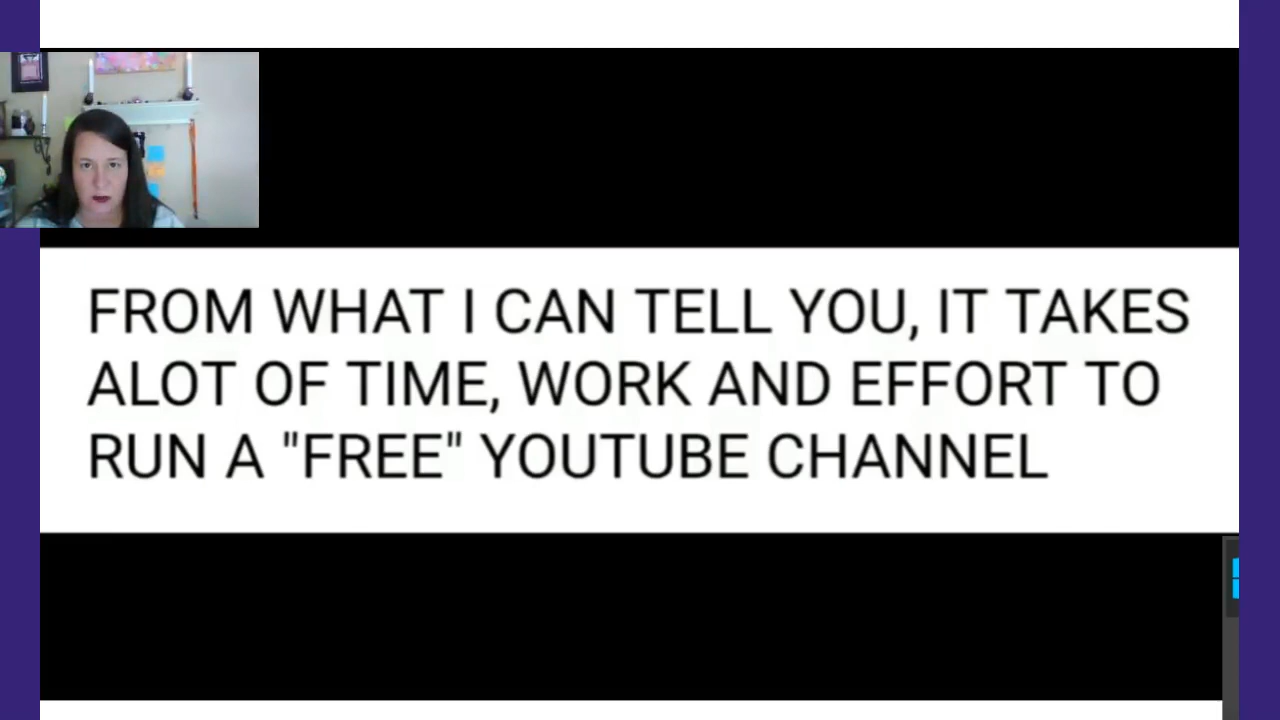 FROM WHAT I CAN TELL YOU, IT TAKES
ALOT OF TIME, WORK AND EFFORT TO
RUN A "FREE" YOUTUBE CHANNEL